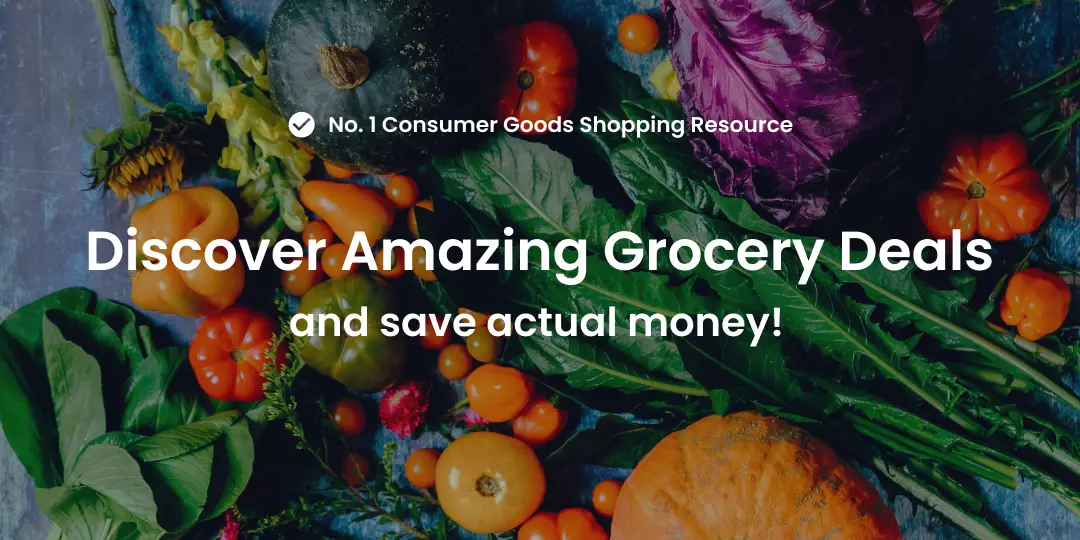 No. 1 Consumer Goods Shopping Resource
Discover Amazing Grocery Deals
and save actual money!